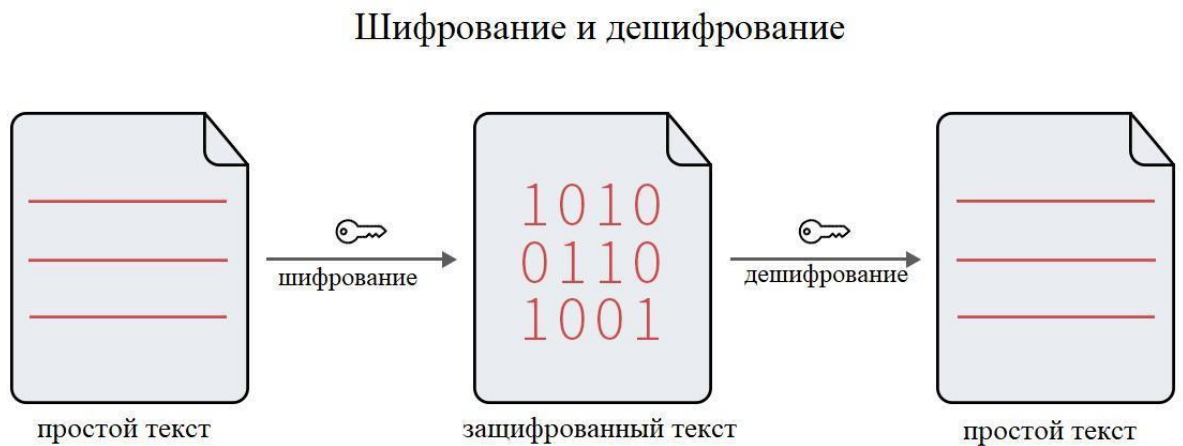 Шифрование и дешифрование
1010
0110
1001
шифрование
дешифрование
простой текст
защифрованный текст
простой текст